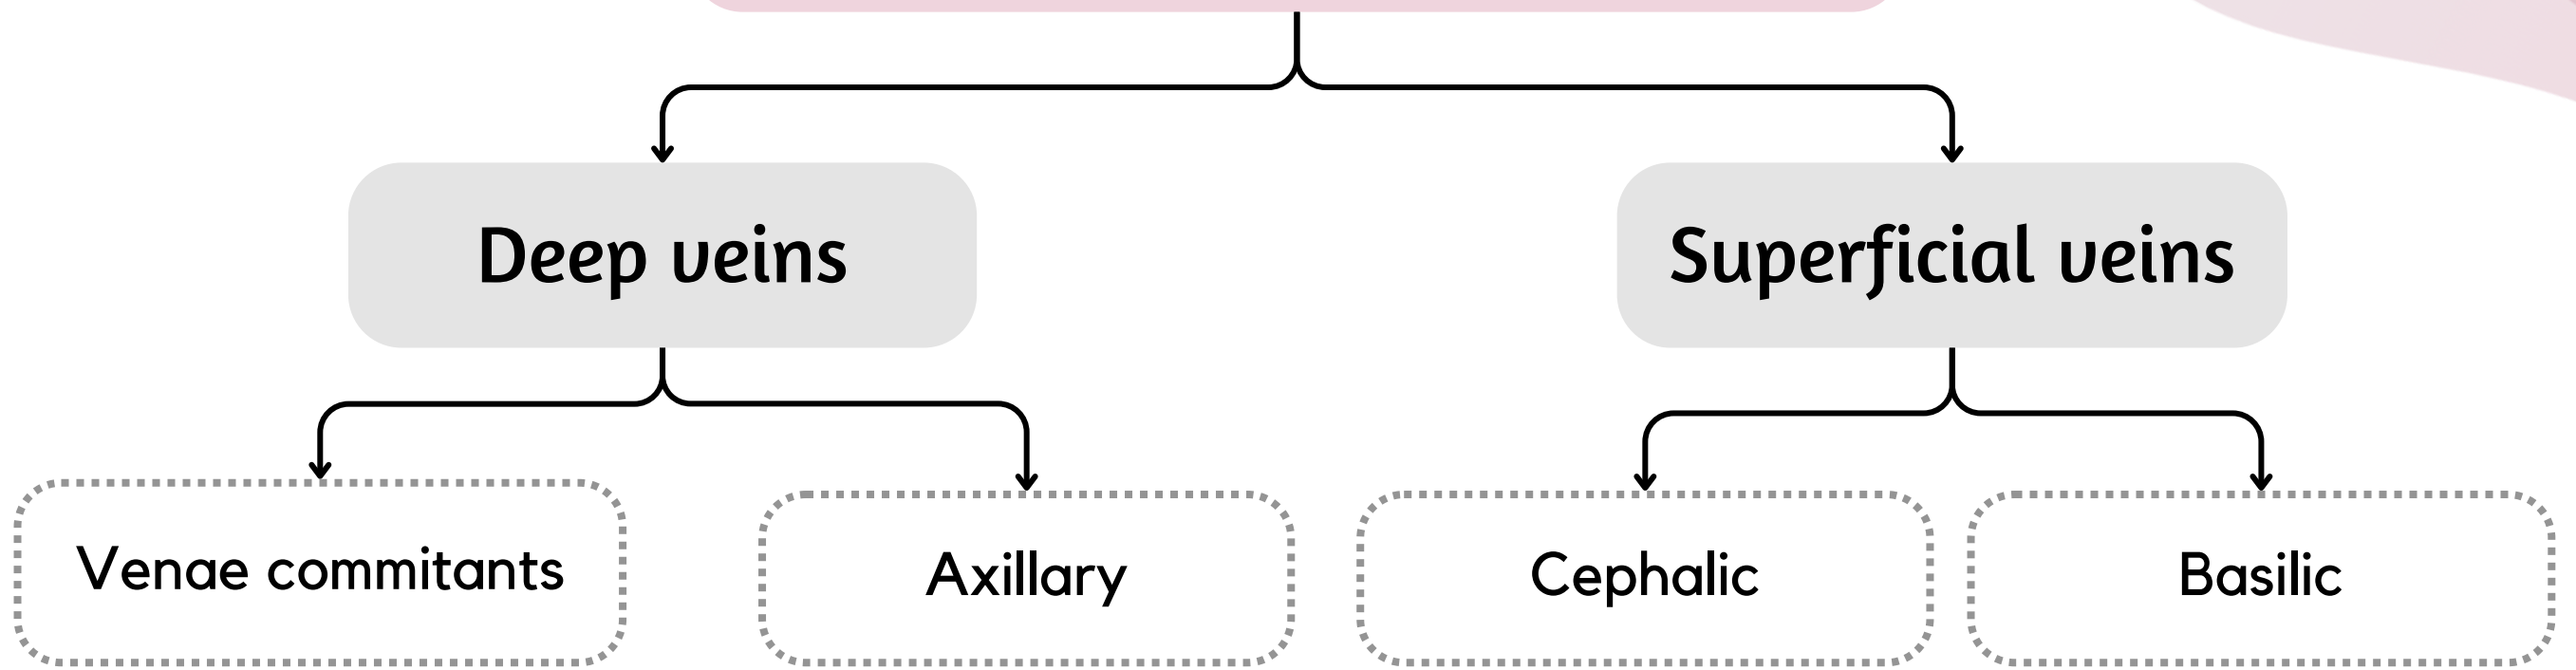 Deep veins
Superficial veins
Venae commitants
Axillary
Cephalic
Basilic